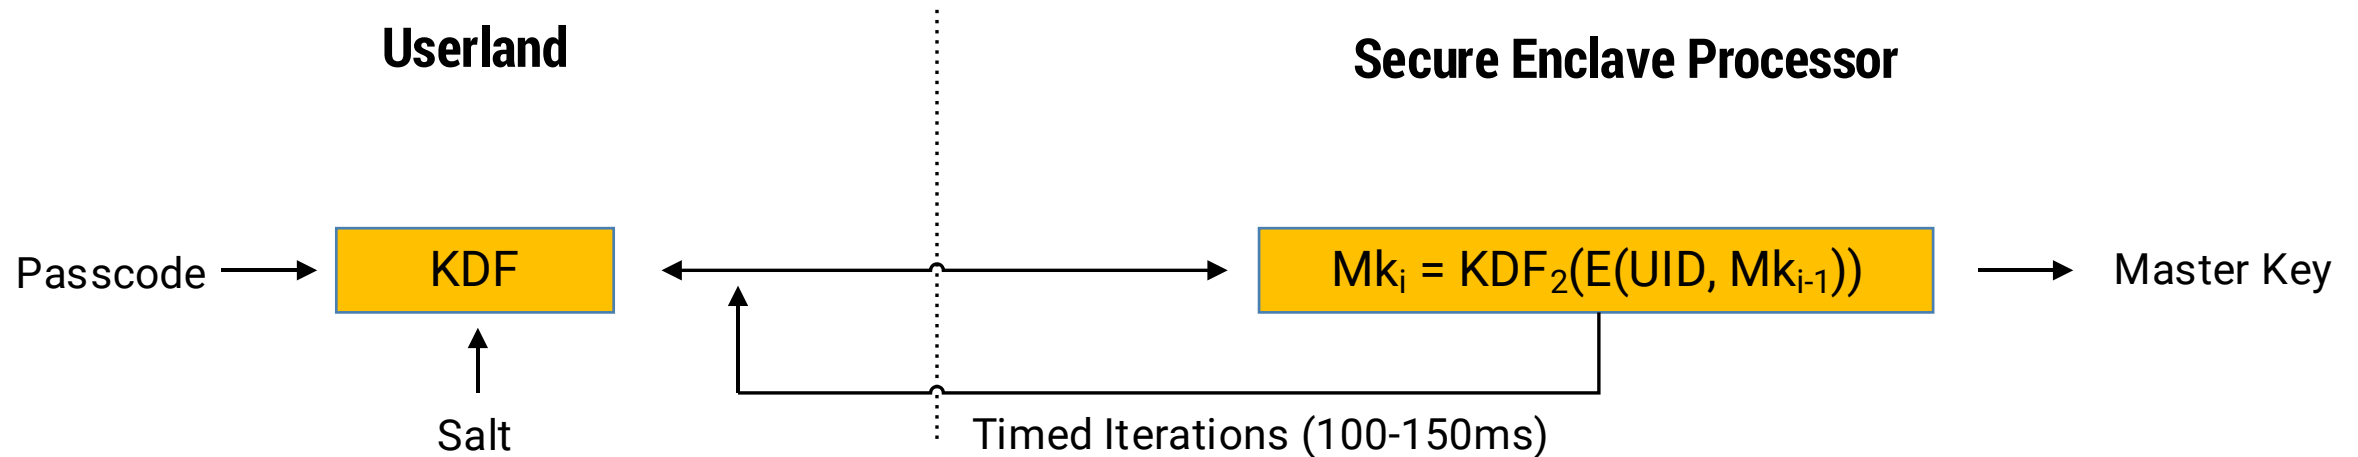 Userland
Secure Enclave Processor
Passcode
KDF
Mkᵢ = KDF₂(E(UID, Mkᵢ₋₁))
Master Key
Salt
Timed Iterations (100-150ms)